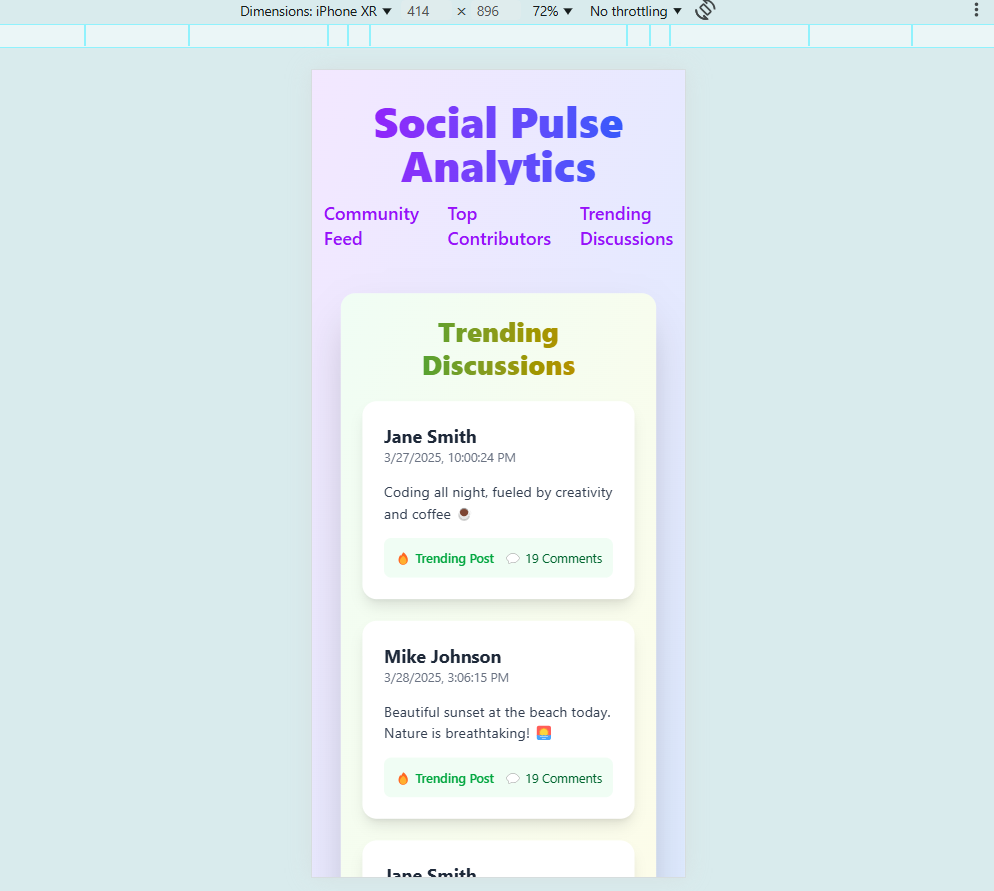 Dimensions: iPhone XR ▼ 414 × 896 72% ▼ No throttling ▼
Social Pulse
Analytics
Community Feed
Top Contributors
Trending Discussions
Trending
Discussions
Jane Smith
3/27/2025, 10:00:24 PM
Coding all night, fueled by creativity
and coffee ☕
🔥 Trending Post 💬 19 Comments
Mike Johnson
3/28/2025, 3:06:15 PM
Beautiful sunset at the beach today.
Nature is breathtaking! 🌅
🔥 Trending Post 💬 19 Comments
Jane Smith